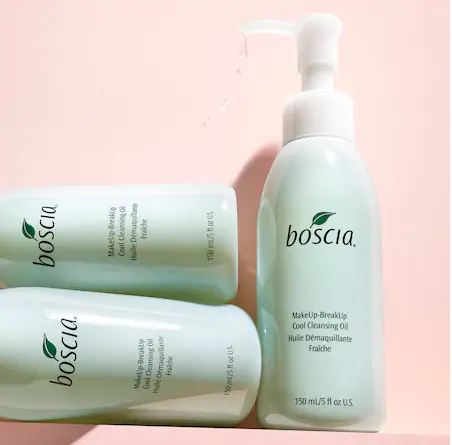 boscia.
MakeUp-BreakUp
Cool Cleansing Oil
Huile Démaquillante
Fraîche
150 mL/5 fl oz U.S.
boscia.
MakeUp-BreakUp
Cool Cleansing Oil
Huile Démaquillante
Fraîche
150 mL/5 fl oz U.S.
boscia.
MakeUp-BreakUp
Cool Cleansing Oil
Huile Démaquillante
Fraîche
150 mL/5 fl oz U.S.